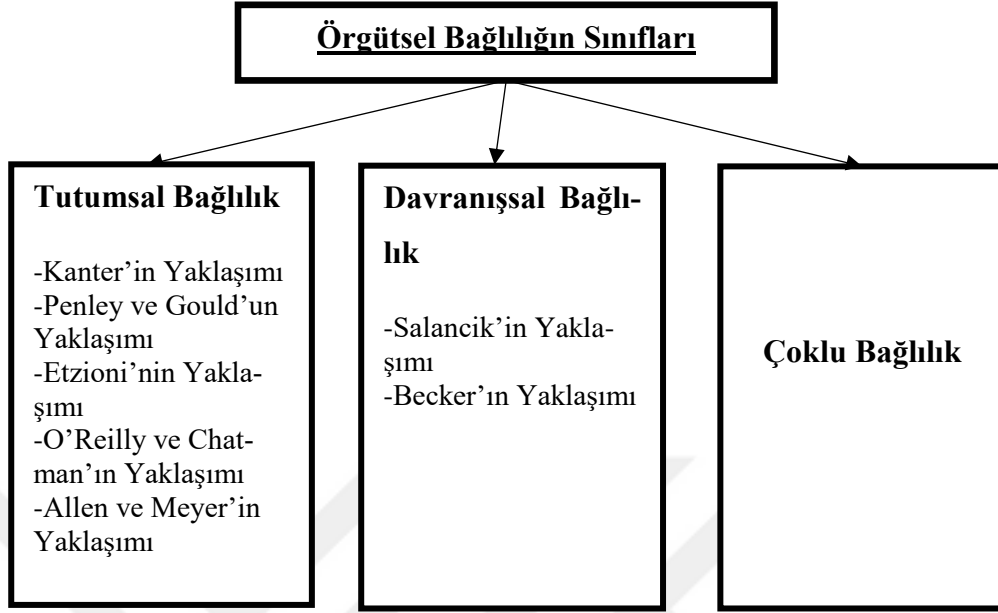 Örgütsel Bağlılığın Sınıfları
Tutumsal Bağlılık
-Kanter’in Yaklaşımı
-Penley ve Gould’un
Yaklaşımı
-Etzioni’nin Yakla-
şımı
-O’Reilly ve Chat-
man’ın Yaklaşımı
-Allen ve Meyer’in
Yaklaşımı
Davranışsal Bağlı-
lık
-Salancik’in Yakla-
şımı
-Becker’ın Yaklaşımı
Çoklu Bağlılık